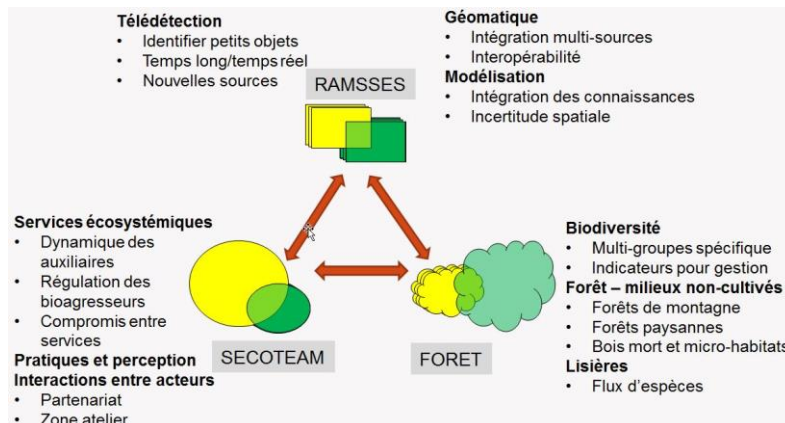 Télédétection
• Identifier petits objets
• Temps long/temps réel
• Nouvelles sources
Géomatique
• Intégration multi-sources
• Interopérabilité
Modélisation
• Intégration des connaissances
• Incertitude spatiale
RAMSSES
Services écosystémiques
• Dynamique des
auxiliaires
• Régulation des
bioagresseurs
• Compromis entre
services
Pratiques et perception
Interactions entre acteurs
• Partenariat
• Zone atelier
SECOTEAM
FORET
Biodiversité
• Multi-groupes spécifique
• Indicateurs pour gestion
Forêt – milieux non-cultivés
• Forêts de montagne
• Forêts paysannes
• Bois mort et micro-habitats
Lisières
• Flux d'espèces